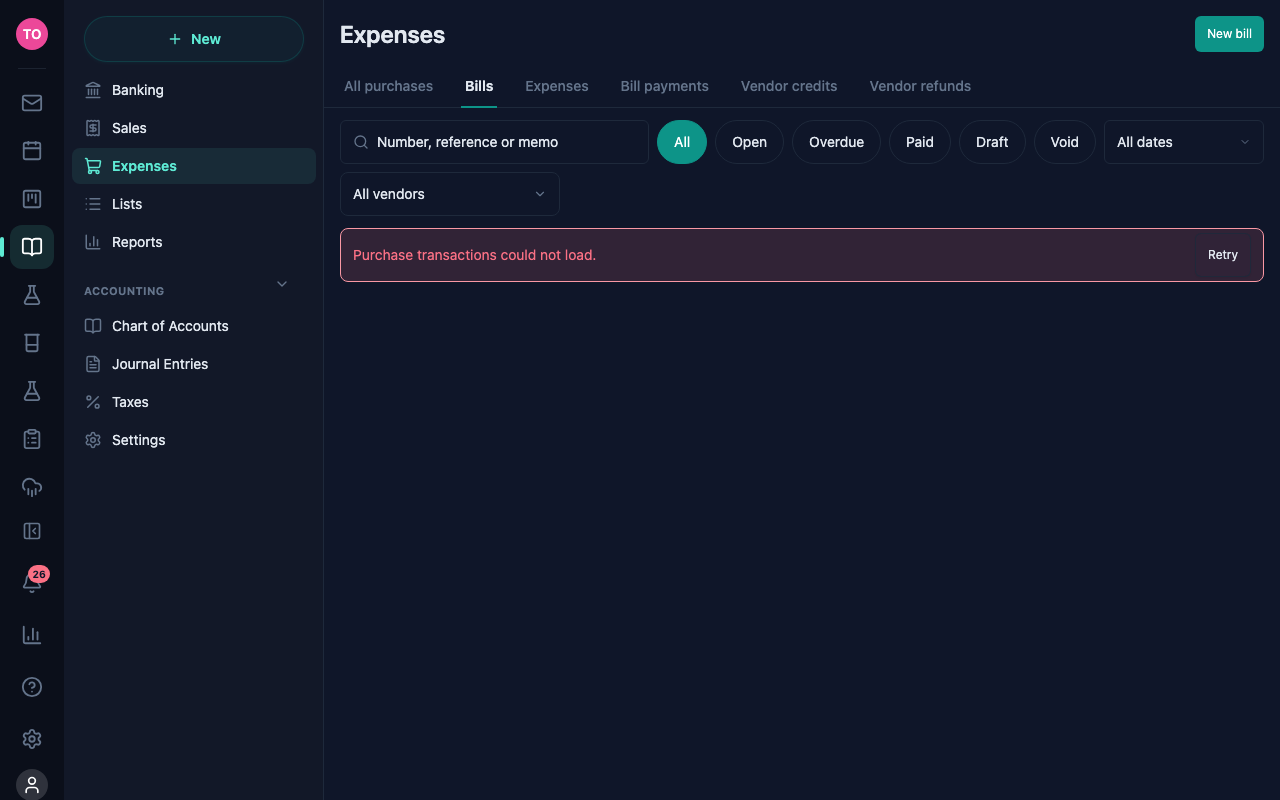 TO
New
Banking
Sales
Expenses
Lists
Reports
ACCOUNTING
Chart of Accounts
Journal Entries
Taxes
Settings
26
Expenses
New bill
All purchases
Bills
Expenses
Bill payments
Vendor credits
Vendor refunds
Number, reference or memo
All
Open
Overdue
Paid
Draft
Void
All dates
All vendors
Purchase transactions could not load.
Retry